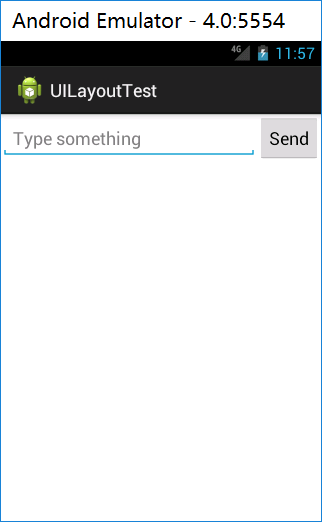 Android Emulator - 4.0:5554
4G 11:57
UILayoutTest
Type something Send